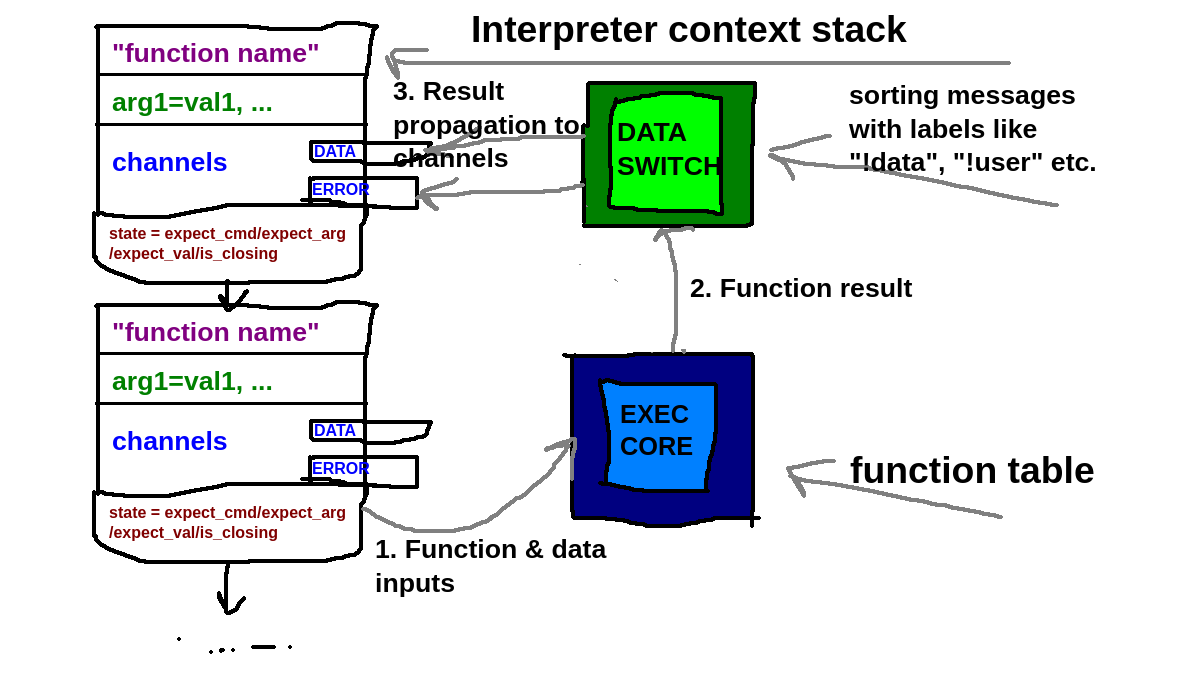 Interpreter context stack
"function name"
arg1=val1, ...
channels
DATA
ERROR
state = expect_cmd/expect_arg
/expect_val/is_closing
3. Result
propagation to
channels
DATA
SWITCH
sorting messages
with labels like
"!data", "!user" etc.
2. Function result
"function name"
arg1=val1, ...
channels
DATA
ERROR
state = expect_cmd/expect_arg
/expect_val/is_closing
EXEC
CORE
function table
1. Function & data
inputs